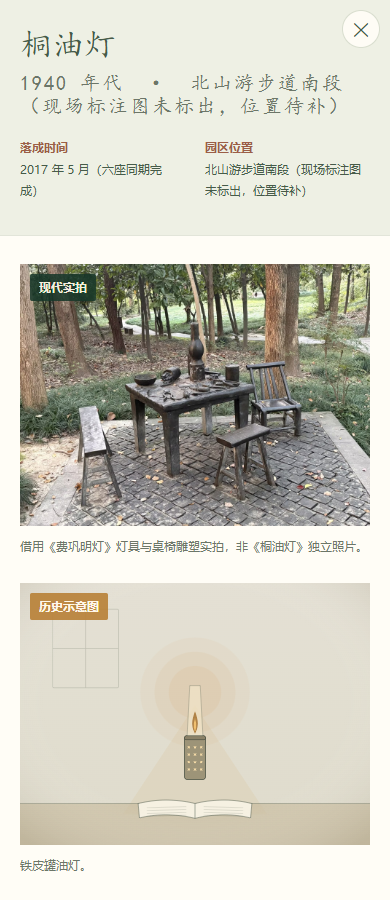 桐油灯
1940 年代 • 北山游步道南段
（现场标注图未标出，位置待补）
落成时间
园区位置
2017 年 5 月（六座同期完
成）
北山游步道南段（现场标注图
未标出，位置待补）
现代实拍
借用《费巩明灯》灯具与桌椅雕塑实拍，非《桐油灯》独立照片。
历史示意图
铁皮罐油灯。